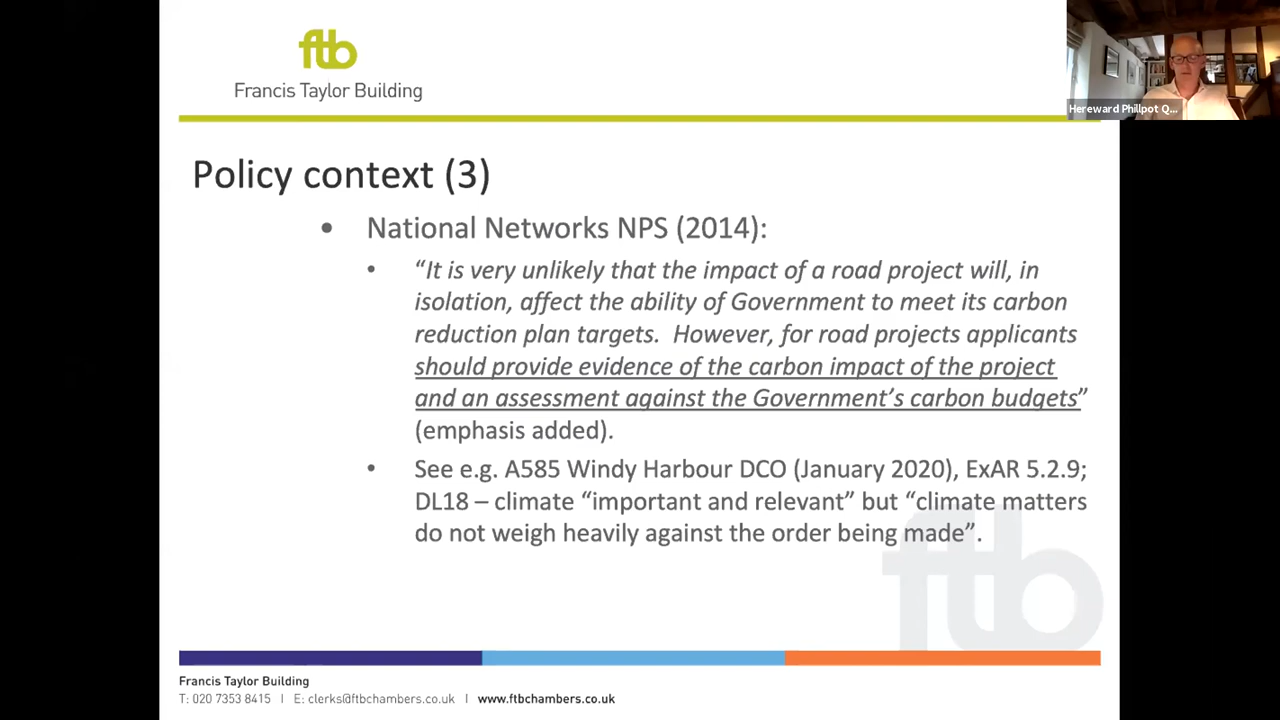 ftb
Francis Taylor Building
Hereward Phillpot Q...
Policy context (3)
• National Networks NPS (2014):
• “It is very unlikely that the impact of a road project will, in
isolation, affect the ability of Government to meet its carbon
reduction plan targets. However, for road projects applicants
should provide evidence of the carbon impact of the project
and an assessment against the Government’s carbon budgets”
(emphasis added).
• See e.g. A585 Windy Harbour DCO (January 2020), ExAR 5.2.9;
DL18 – climate “important and relevant” but “climate matters
do not weigh heavily against the order being made”.
ftb
Francis Taylor Building
T: 020 7353 8415 I E: clerks@ftbchambers.co.uk I www.ftbchambers.co.uk